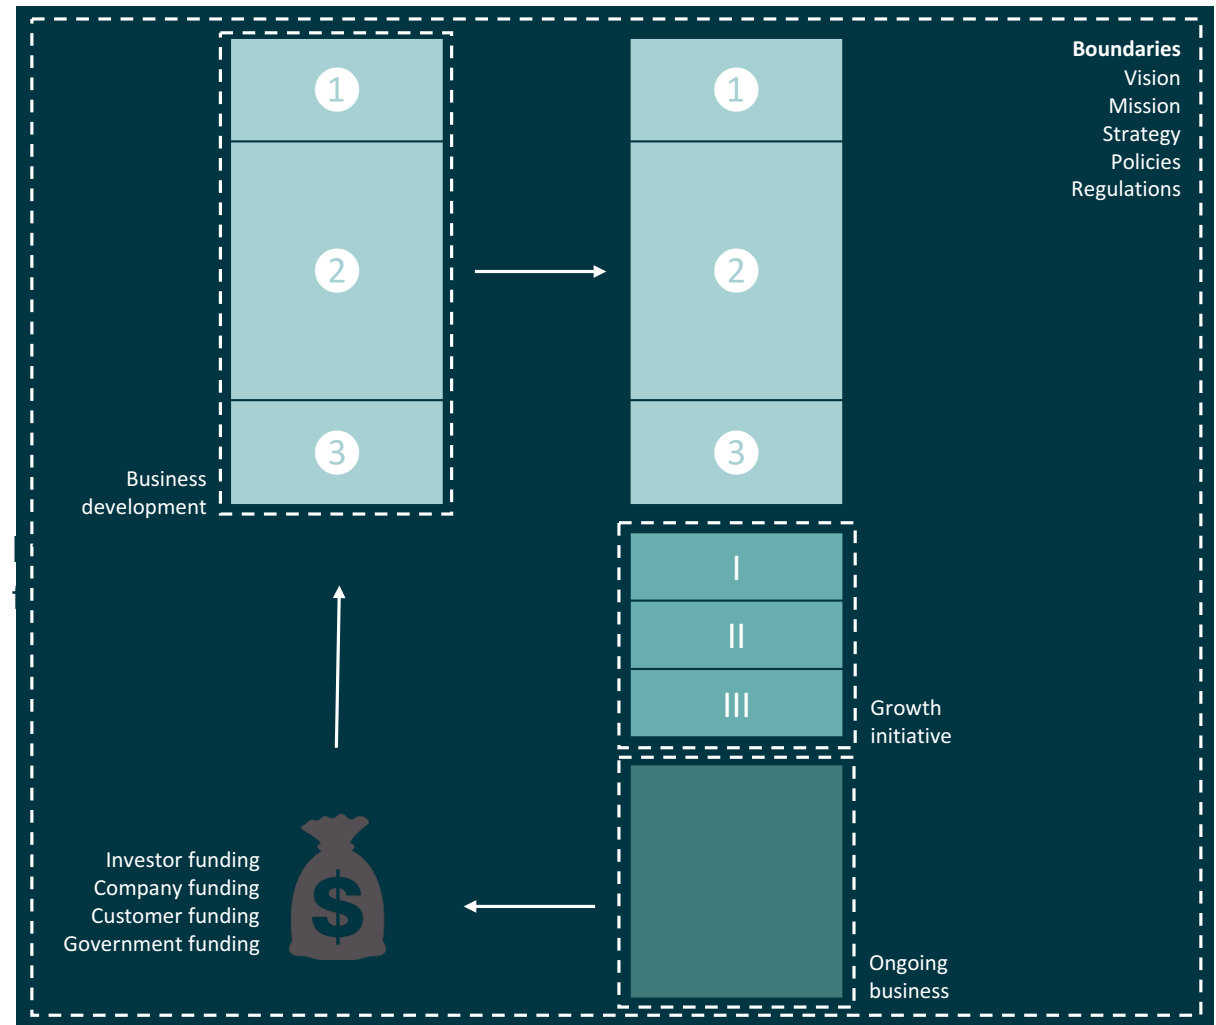 1
1
Boundaries
Vision
Mission
Strategy
Policies
Regulations
2
2
3
3
Business
development
I
II
III
Growth
initiative
Investor funding
Company funding
Customer funding
Government funding
$
Ongoing
business